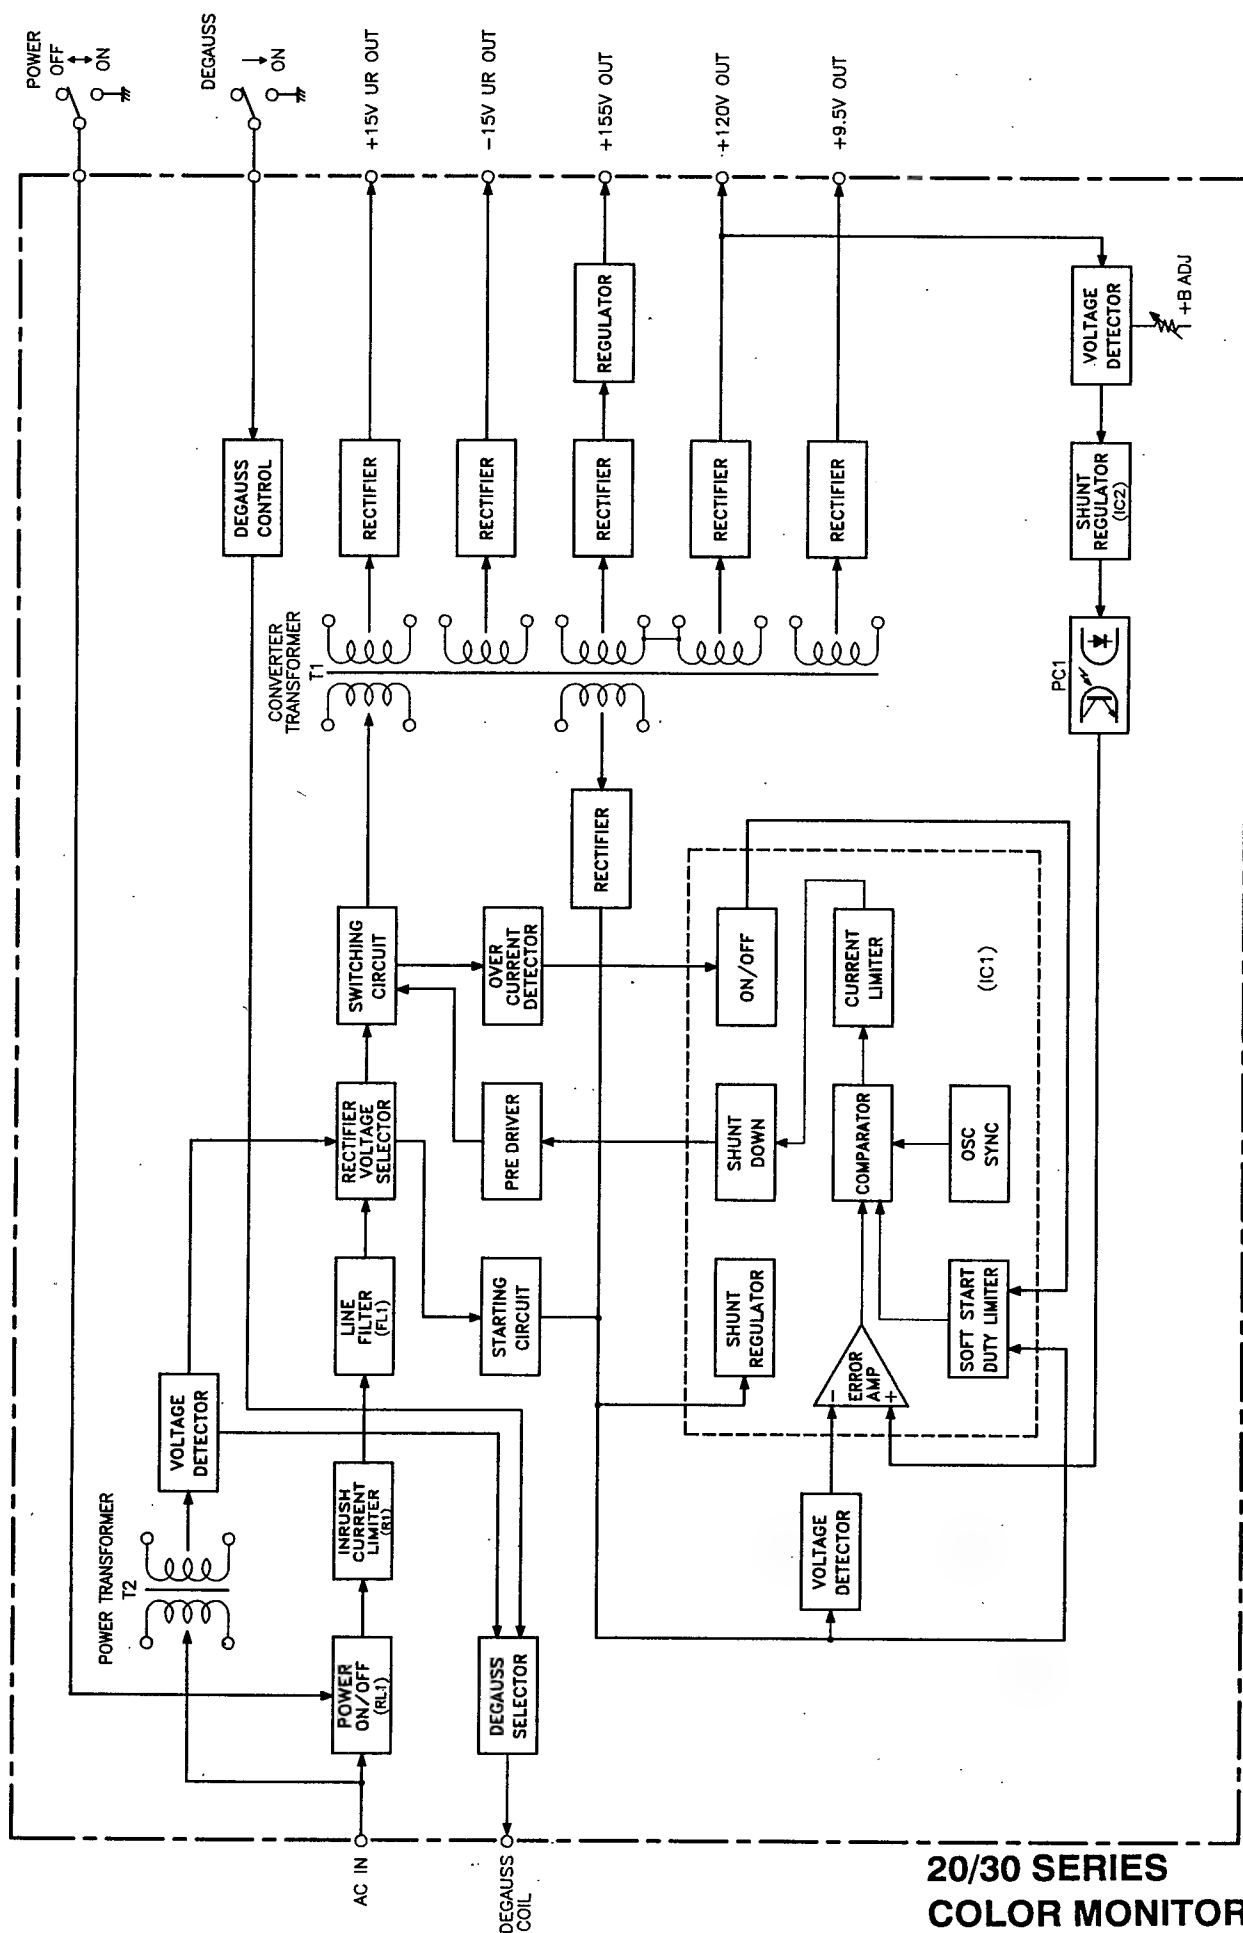 POWER
OFF
ON
DEGAUSS
ON
+15V UR OUT
-15V UR OUT
+155V OUT
+120V OUT
+9.5V OUT
DEGAUSS
CONTROL
RECTIFIER
RECTIFIER
RECTIFIER
REGULATOR
RECTIFIER
RECTIFIER
VOLTAGE
DETECTOR
+B ADJ
SHUNT
REGULATOR
(IC2)
PC1
CONVERTER
TRANSFORMER
T1
RECTIFIER
SWITCHING
CIRCUIT
OVER
CURRENT
DETECTOR
ON/OFF
CURRENT
LIMITER
(IC1)
RECTIFIER
VOLTAGE
SELECTOR
PRE DRIVER
SHUNT
DOWN
COMPARATOR
OSC
SYNC
LINE
FILTER
(FL1)
STARTING
CIRCUIT
SHUNT
REGULATOR
ERROR
AMP
-
+
SOFT START
DUTY LIMITER
VOLTAGE
DETECTOR
INRUSH
CURRENT
LIMITER
(R1)
VOLTAGE
DETECTOR
POWER TRANSFORMER
T2
POWER
ON/OFF
(RL1)
DEGAUSS
SELECTOR
AC IN
DEGAUSS
COIL
20/30 SERIES
COLOR MONITOR